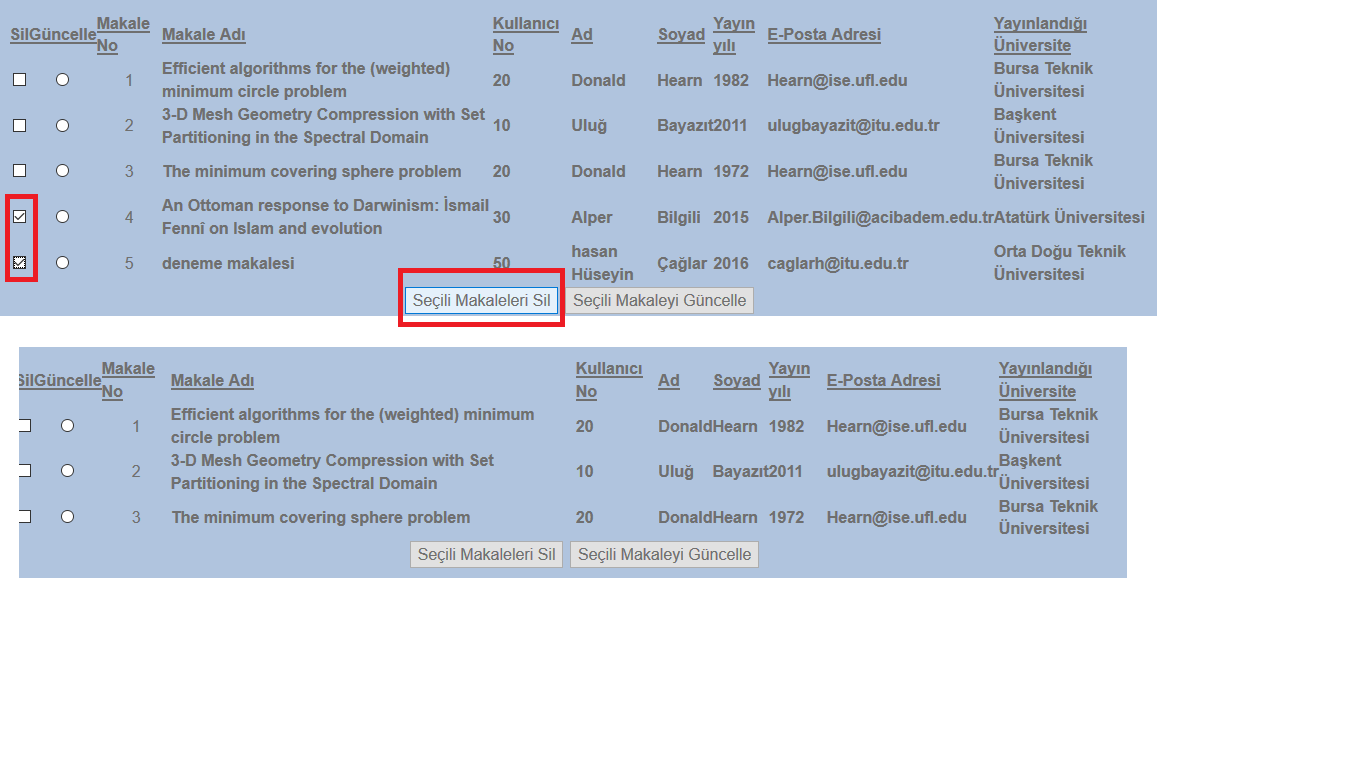 Sil Güncelle Makale No Makale Adı Kullanıcı No Ad Soyad Yayın yılı E-Posta Adresi Yayınlandığı Üniversite
1 Efficient algorithms for the (weighted) minimum circle problem 20 Donald Hearn 1982 Hearn@ise.ufl.edu Bursa Teknik Üniversitesi
2 3-D Mesh Geometry Compression with Set Partitioning in the Spectral Domain 10 Uluğ Bayazıt 2011 ulugbayazit@itu.edu.tr Başkent Üniversitesi
3 The minimum covering sphere problem 20 Donald Hearn 1972 Hearn@ise.ufl.edu Bursa Teknik Üniversitesi
4 An Ottoman response to Darwinism: İsmail Fennî on Islam and evolution 30 Alper Bilgili 2015 Alper.Bilgili@acibadem.edu.tr Atatürk Üniversitesi
5 deneme makalesi 50 hasan Hüseyin Çağlar 2016 caglarh@itu.edu.tr Orta Doğu Teknik Üniversitesi
Seçili Makaleleri Sil Seçili Makaleyi Güncelle
Sil Güncelle Makale No Makale Adı Kullanıcı No Ad Soyad Yayın yılı E-Posta Adresi Yayınlandığı Üniversite
1 Efficient algorithms for the (weighted) minimum circle problem 20 Donald Hearn 1982 Hearn@ise.ufl.edu Bursa Teknik Üniversitesi
2 3-D Mesh Geometry Compression with Set Partitioning in the Spectral Domain 10 Uluğ Bayazıt 2011 ulugbayazit@itu.edu.tr Başkent Üniversitesi
3 The minimum covering sphere problem 20 Donald Hearn 1972 Hearn@ise.ufl.edu Bursa Teknik Üniversitesi
Seçili Makaleleri Sil Seçili Makaleyi Güncelle